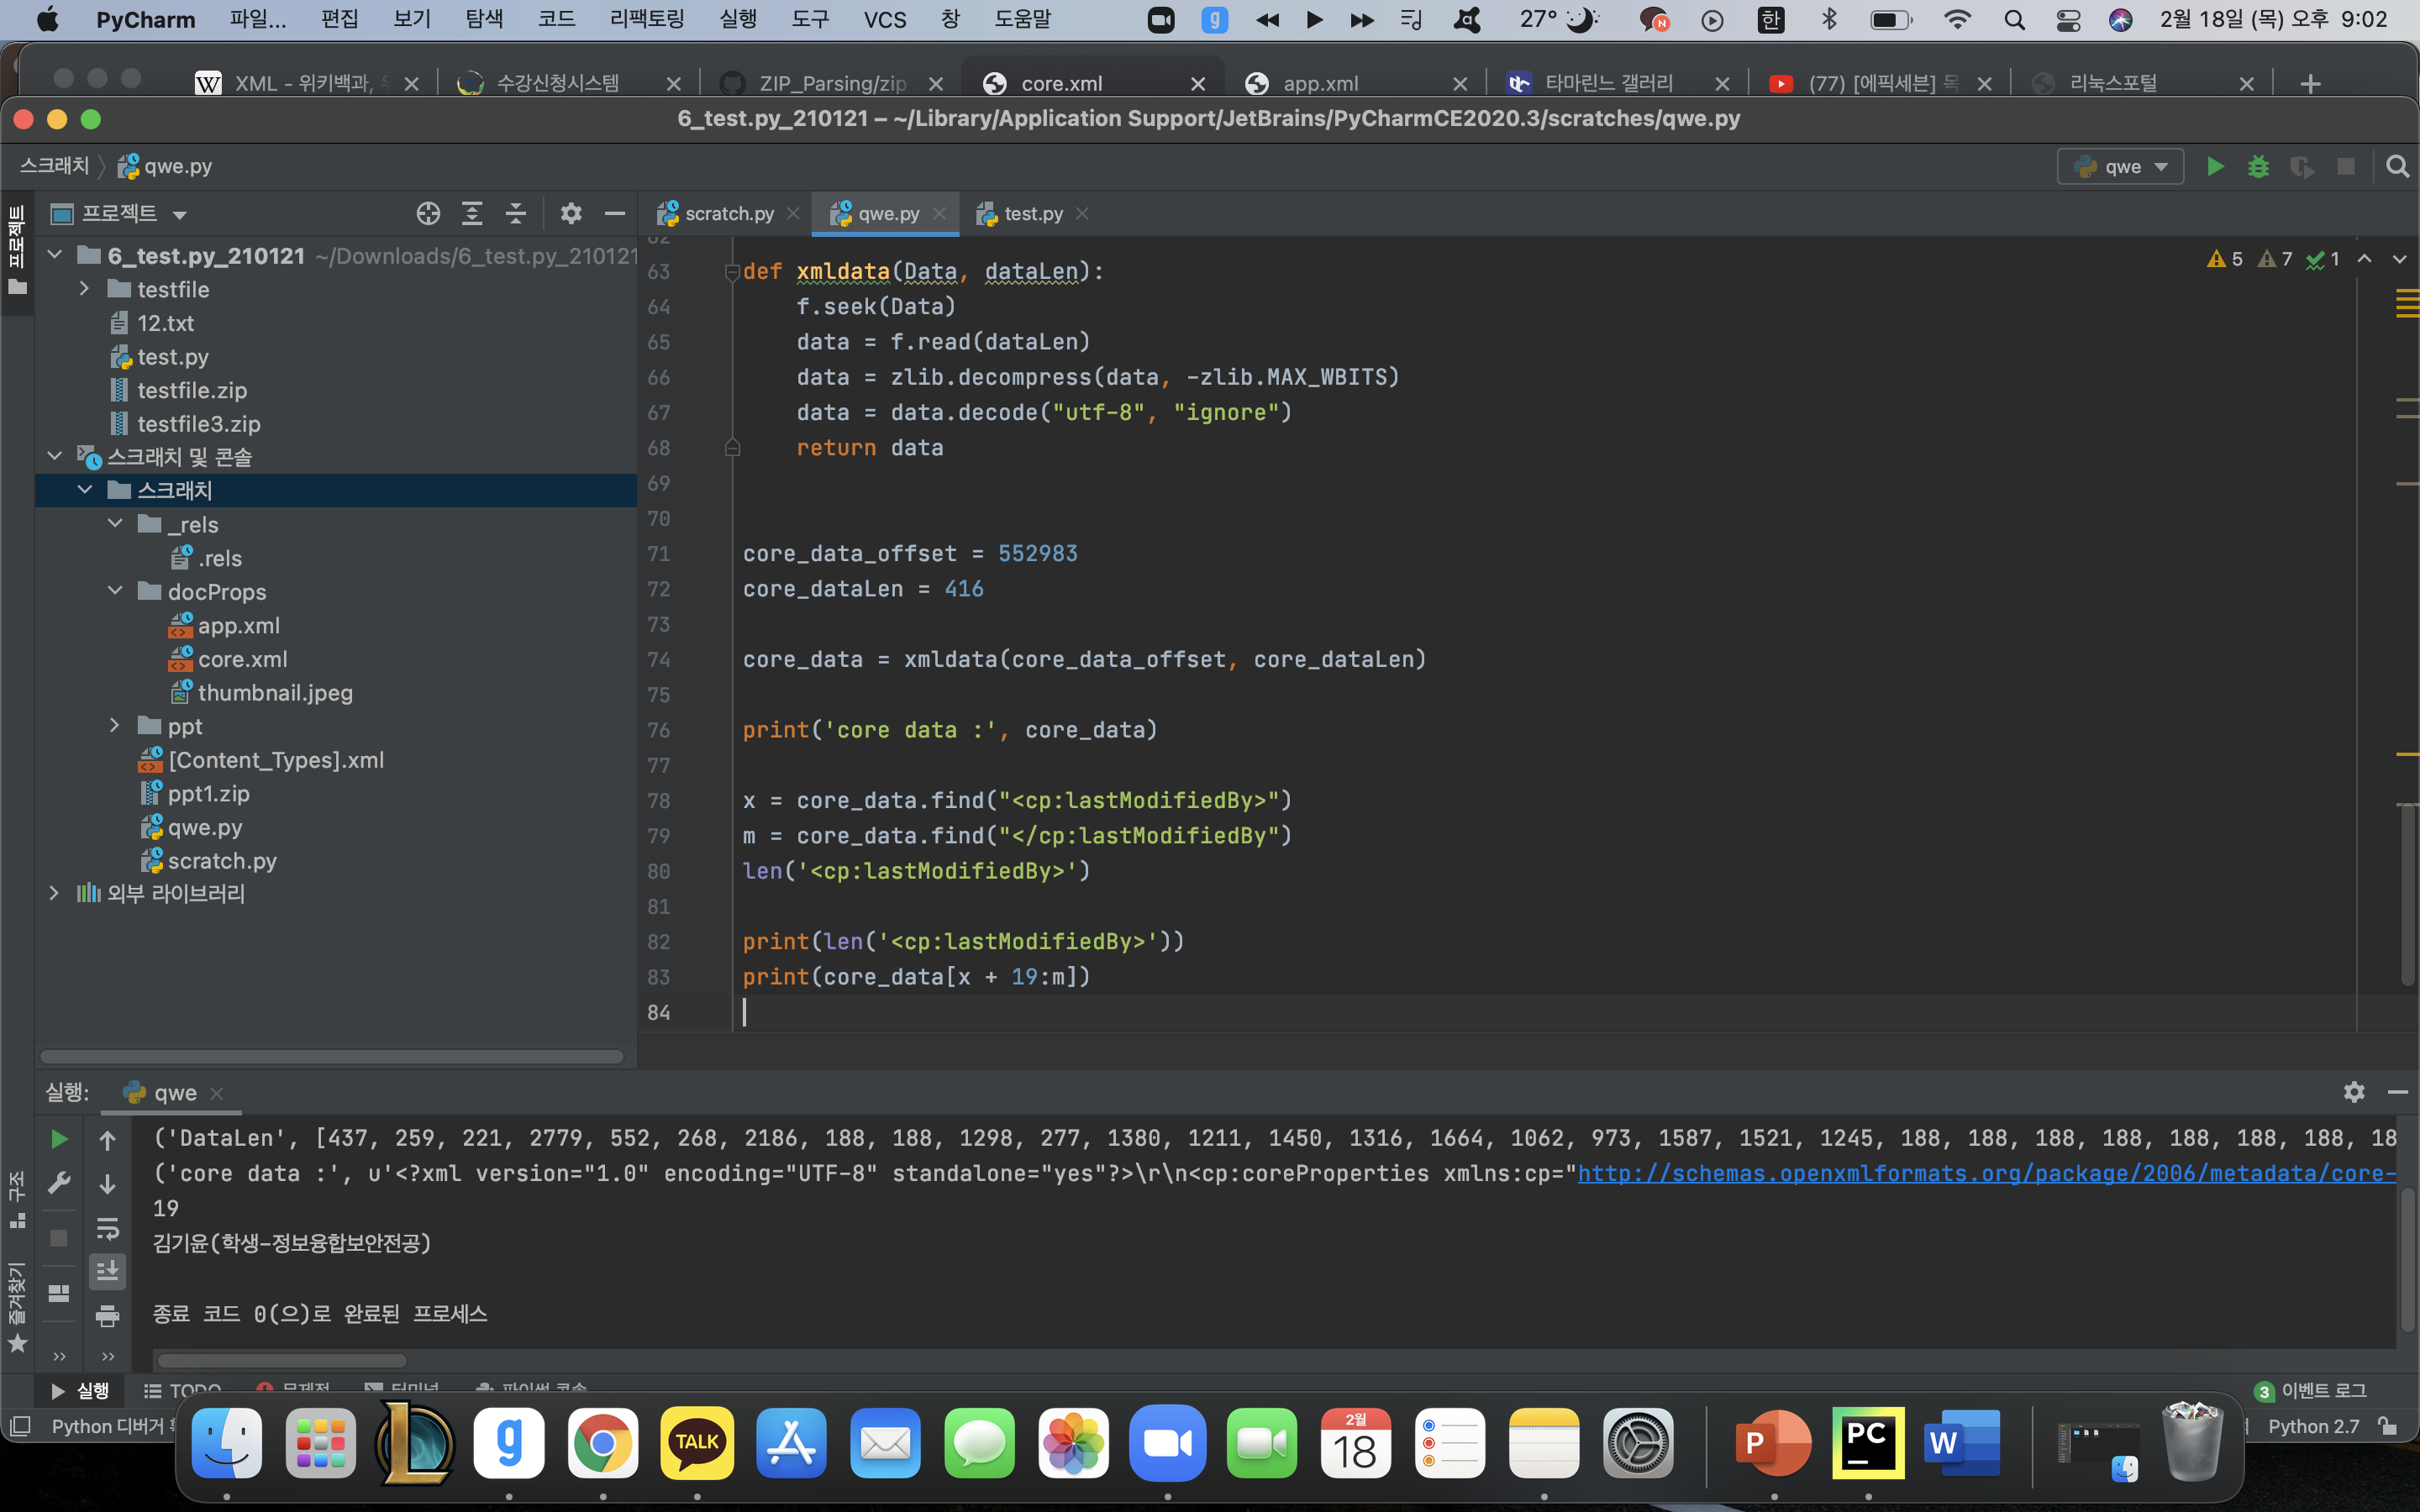 PyCharm 파일... 편집 보기 탐색 코드 리팩토링 실행 도구 VCS 창 도움말 27° 한 2월 18일 (목) 오후 9:02
XML - 위키백과, 수강신청시스템 ZIP_Parsing/zip core.xml app.xml 타마린드 갤러리 (77) [에픽세븐] 리눅스포털
6_test.py_210121 – ~/Library/Application Support/JetBrains/PyCharmCE2020.3/scratches/qwe.py
스크래치 qwe.py qwe
프로젝트
프로젝트
scratch.py qwe.py test.py
6_test.py_210121 ~/Downloads/6_test.py_210121
testfile
12.txt
test.py
testfile.zip
testfile3.zip
스크래치 및 콘솔
스크래치
_rels
.rels
docProps
app.xml
core.xml
thumbnail.jpeg
ppt
[Content_Types].xml
ppt1.zip
qwe.py
scratch.py
외부 라이브러리
5 7 1
62
63 def xmldata(Data, dataLen):
64 f.seek(Data)
65 data = f.read(dataLen)
66 data = zlib.decompress(data, -zlib.MAX_WBITS)
67 data = data.decode("utf-8", "ignore")
68 return data
69
70
71 core_data_offset = 552983
72 core_dataLen = 416
73
74 core_data = xmldata(core_data_offset, core_dataLen)
75
76 print('core data :', core_data)
77
78 x = core_data.find("<cp:lastModifiedBy>")
79 m = core_data.find("</cp:lastModifiedBy")
80 len('<cp:lastModifiedBy>')
81
82 print(len('<cp:lastModifiedBy>'))
83 print(core_data[x + 19:m])
84
실행: qwe
('DataLen', [437, 259, 221, 2779, 552, 268, 2186, 188, 188, 1298, 277, 1380, 1211, 1450, 1316, 1664, 1062, 973, 1587, 1521, 1245, 188, 188, 188, 188, 188, 188, 188, 18
('core data :', u'<?xml version="1.0" encoding="UTF-8" standalone="yes"?>\r\n<cp:coreProperties xmlns:cp="http://schemas.openxmlformats.org/package/2006/metadata/core-
19
김기윤(학생-정보융합보안전공)
종료 코드 0(으)로 완료된 프로세스
구조
즐겨찾기
실행 TODO 문제점 터미널 파이썬 콘솔 3 이벤트 로그
Python 디버거 Python 2.7
TALK
2월
18
P
PC
W